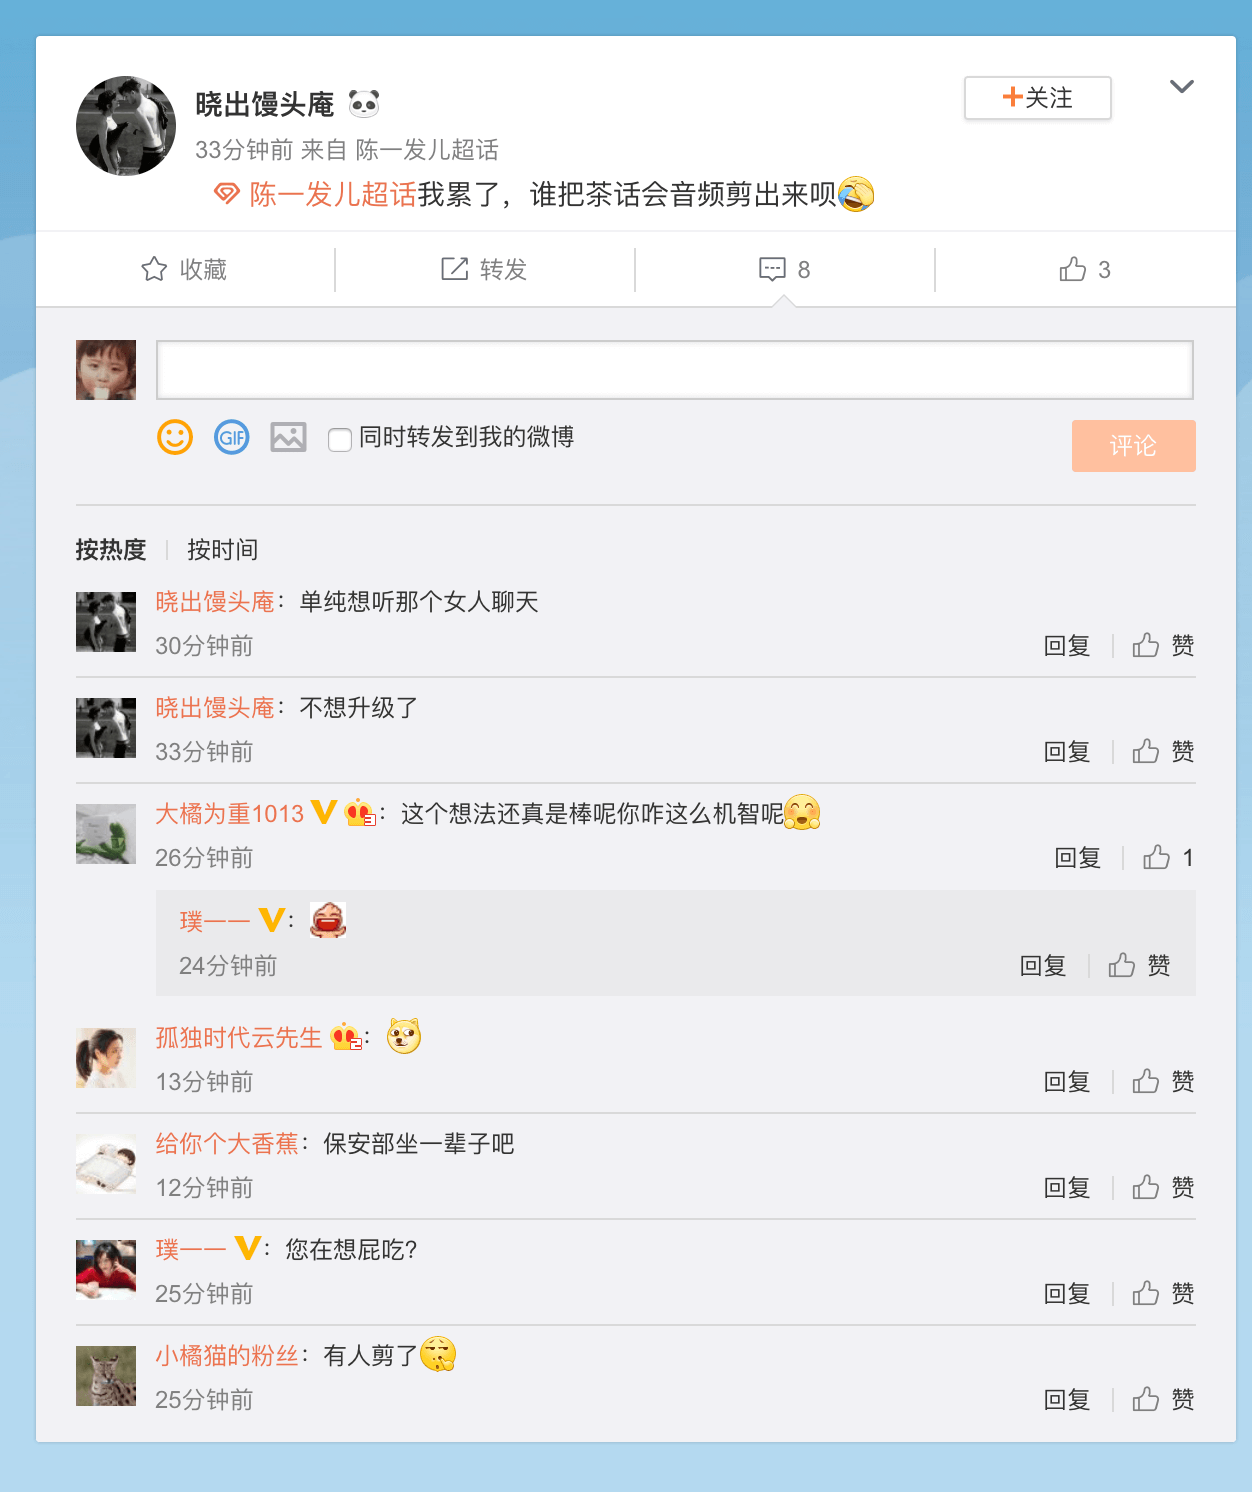 晓出馒头庵
+关注
33分钟前 来自 陈一发儿超话
陈一发儿超话我累了，谁把茶话会音频剪出来呗
收藏
转发
8
3
GIF
同时转发到我的微博
评论
按热度 按时间
晓出馒头庵：单纯想听那个女人聊天
30分钟前 回复 赞
晓出馒头庵：不想升级了
33分钟前 回复 赞
大橘为重1013 V：这个想法还真是棒呢你咋这么机智呢
26分钟前 回复 1
璞一一 V：
24分钟前 回复 赞
孤独时代云先生：
13分钟前 回复 赞
给你个大香蕉：保安部坐一辈子吧
12分钟前 回复 赞
璞一一 V：您在想屁吃?
25分钟前 回复 赞
小橘猫的粉丝：有人剪了
25分钟前 回复 赞